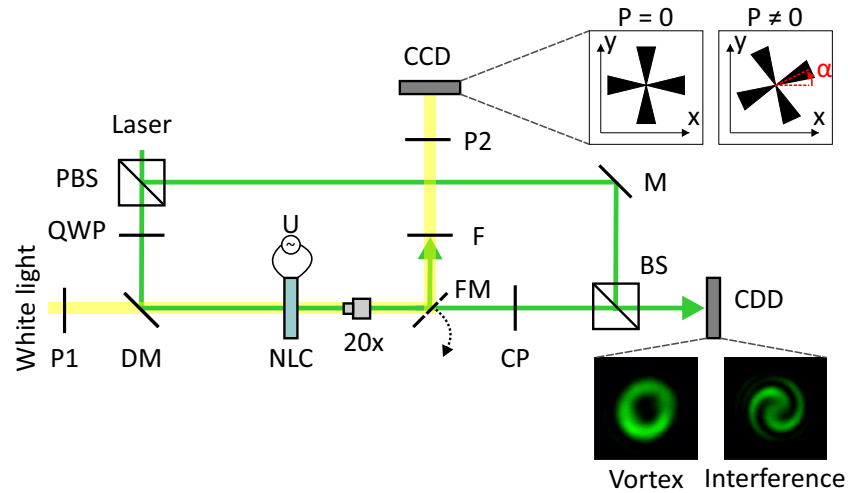 P = 0
P ≠ 0
CCD
y
x
y
α
x
Laser
P2
PBS
M
QWP
U
~
F
BS
White light
FM
CDD
P1
DM
NLC
20x
CP
Vortex
Interference